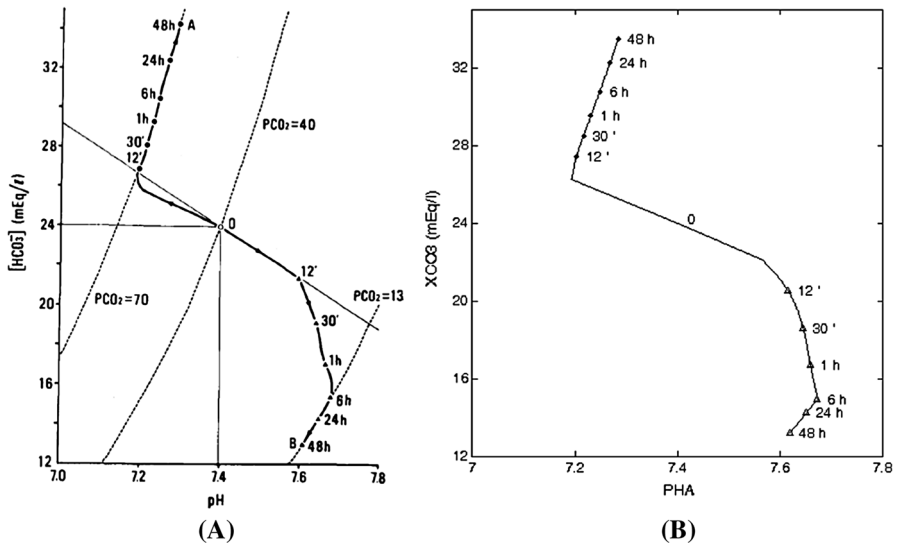 48h A
24h
6h
1h
30'
12'
PCO₂=40
O
12'
PCO₂=70
PCO₂=13
30'
1h
6h
24h
B 48h
32
28
24
20
16
12
[HCO₃⁻] (mEq/ℓ)
7.0 7.2 7.4 7.6 7.8
pH
(A)
48 h
24 h
6 h
1 h
30 '
12 '
0
12 '
30 '
1 h
6 h
24 h
48 h
32
28
24
20
16
12
XCO3 (mEq/l)
7 7.2 7.4 7.6 7.8
PHA
(B)